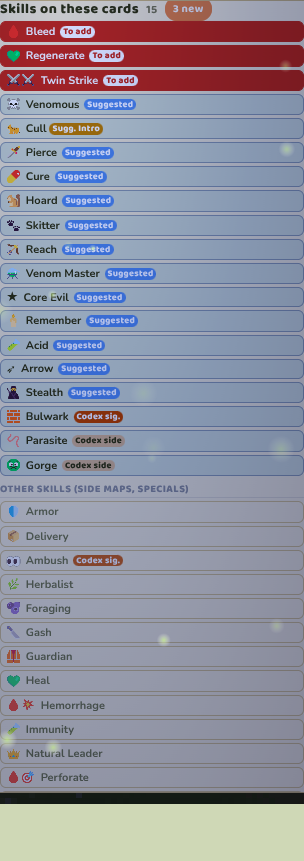 Skills on these cards 15 3 new
Bleed To add
Regenerate To add
Twin Strike To add
Venomous Suggested
Cull Sugg. Intro
Pierce Suggested
Cure Suggested
Hoard Suggested
Skitter Suggested
Reach Suggested
Venom Master Suggested
Core Evil Suggested
Remember Suggested
Acid Suggested
Arrow Suggested
Stealth Suggested
Bulwark Codex sig.
Parasite Codex side
Gorge Codex side
OTHER SKILLS (SIDE MAPS, SPECIALS)
Armor
Delivery
Ambush Codex sig.
Herbalist
Foraging
Gash
Guardian
Heal
Hemorrhage
Immunity
Natural Leader
Perforate